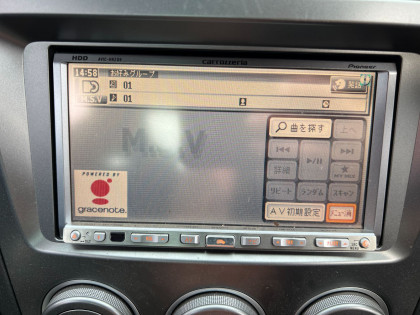 HDD
carrozzeria
Pioneer
14:58 お好みグループ
01
M.S.V 01
M.S.V
曲を探す 上へ
詳細
リピート ランダム スキャン
POWERED BY
gracenote.
AV初期設定